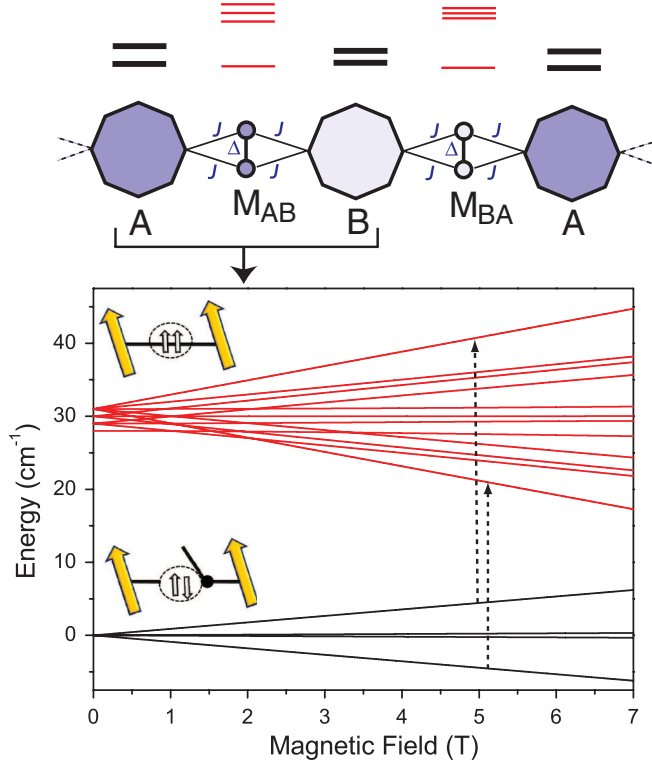 J J J J
Δ Δ
J J J J
A M_AB B M_BA A
40
30
20
10
0
Energy (cm⁻¹)
0 1 2 3 4 5 6 7
Magnetic Field (T)